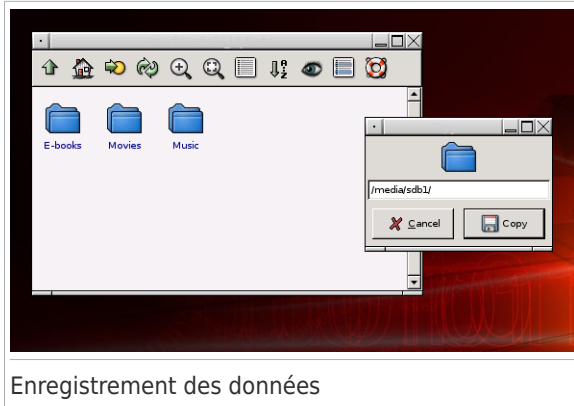 E-books Movies Music
/media/sdb1/
Cancel Copy
Enregistrement des données